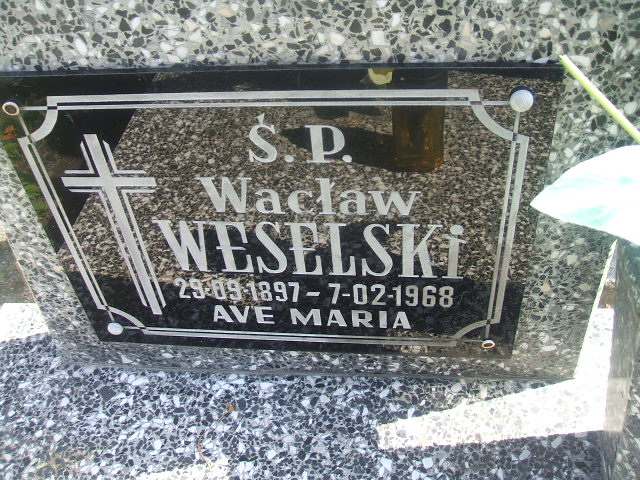 Ś.P.
Wacław
WESELSKi
29-09-1897 - 7-02-1968
AVE MARIA